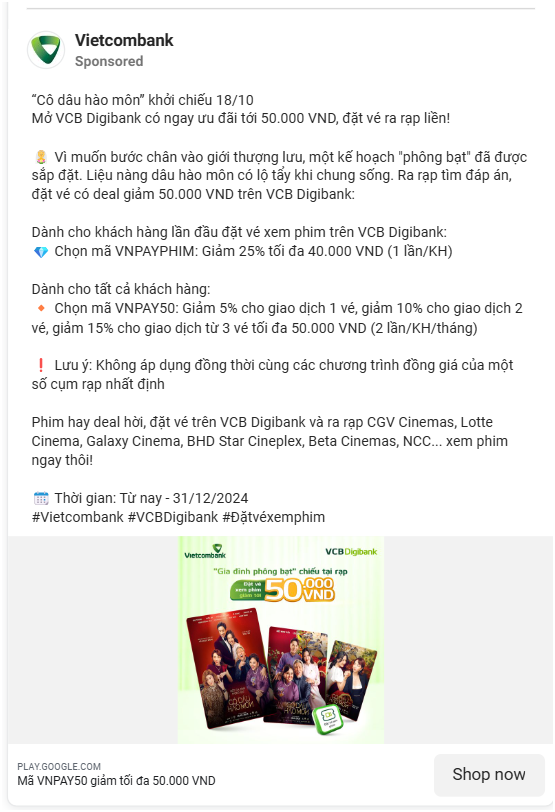 Vietcombank
Sponsored
“Cô dâu hào môn” khởi chiếu 18/10
Mở VCB Digibank có ngay ưu đãi tới 50.000 VND, đặt vé ra rạp liền!
Vì muốn bước chân vào giới thượng lưu, một kế hoạch "phông bạt" đã được
sắp đặt. Liệu nàng dâu hào môn có lộ tẩy khi chung sống. Ra rạp tìm đáp án,
đặt vé có deal giảm 50.000 VND trên VCB Digibank:
Dành cho khách hàng lần đầu đặt vé xem phim trên VCB Digibank:
💎 Chọn mã VNPAYPHIM: Giảm 25% tối đa 40.000 VND (1 lần/KH)
Dành cho tất cả khách hàng:
🔸 Chọn mã VNPAY50: Giảm 5% cho giao dịch 1 vé, giảm 10% cho giao dịch 2
vé, giảm 15% cho giao dịch từ 3 vé tối đa 50.000 VND (2 lần/KH/tháng)
❗ Lưu ý: Không áp dụng đồng thời cùng các chương trình đồng giá của một
số cụm rạp nhất định
Phim hay deal hời, đặt vé trên VCB Digibank và ra rạp CGV Cinemas, Lotte
Cinema, Galaxy Cinema, BHD Star Cineplex, Beta Cinemas, NCC... xem phim
ngay thôi!
🗓️ Thời gian: Từ nay - 31/12/2024
#Vietcombank #VCBDigibank #Đặtvéxemphim
Vietcombank
VCB Digibank
"Gia đình phông bạt" chiếu tại rạp
Đặt vé
xem phim
giảm tới
50.000
VND
CÔ DÂU
HÀO MÔN
CÔ DÂU
HÀO MÔN
PLAY.GOOGLE.COM
Mã VNPAY50 giảm tối đa 50.000 VND
Shop now